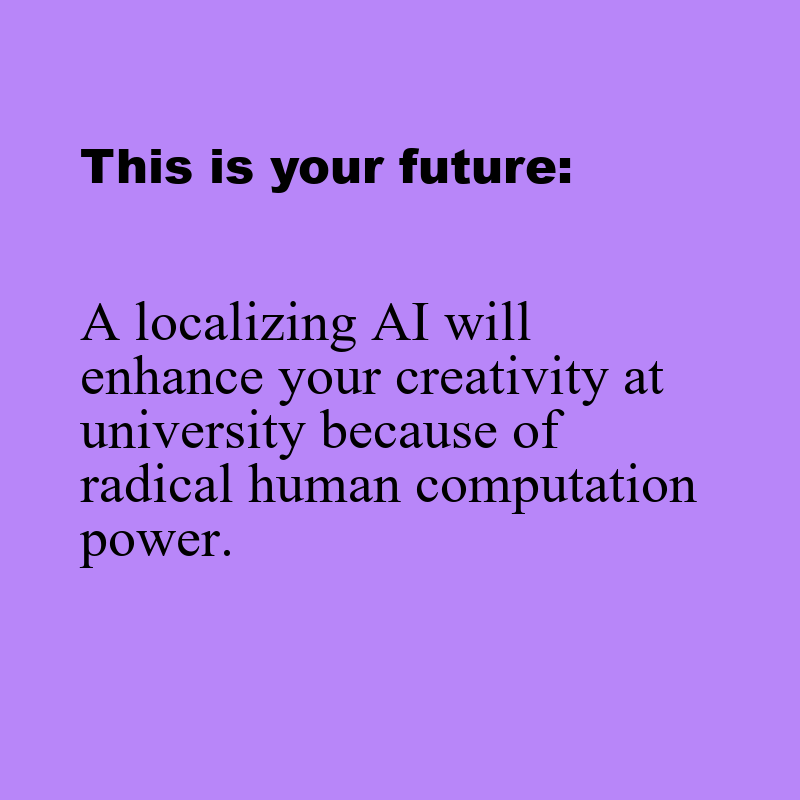 This is your future:
A localizing AI will
enhance your creativity at
university because of
radical human computation
power.